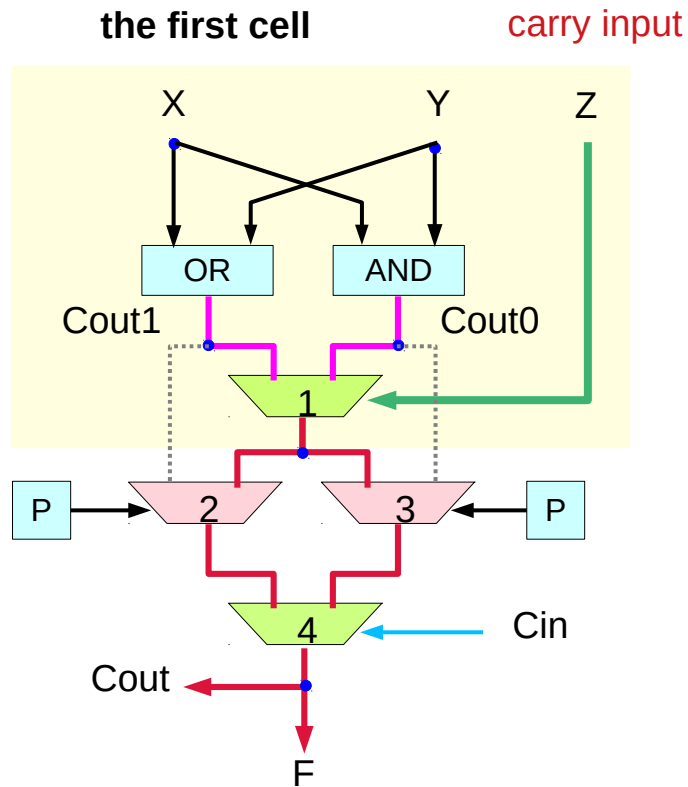 the first cell
carry input
X
Y
Z
OR
AND
Cout1
Cout0
1
P
2
3
P
4
Cin
Cout
F